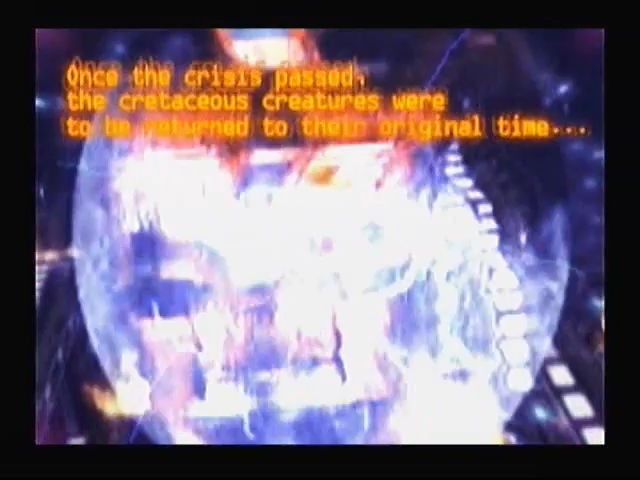 Once the crisis passed,
the cretaceous creatures were
to be returned to their original time...